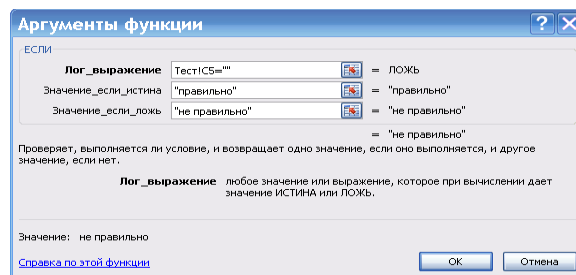 Аргументы функции
ЕСЛИ
Лог_выражение Тест!C5="" = ЛОЖЬ
Значение_если_истина "правильно" = "правильно"
Значение_если_ложь "не правильно" = "не правильно"
= "не правильно"
Проверяет, выполняется ли условие, и возвращает одно значение, если оно выполняется, и другое
значение, если нет.
Лог_выражение любое значение или выражение, которое при вычислении дает
значение ИСТИНА или ЛОЖЬ.
Значение: не правильно
Справка по этой функции OK Отмена